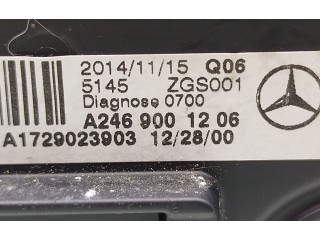 2014/11/15 Q06
5145 ZGS001
Diagnose 0700
A246 900 12 06
A1729023903 12/28/00